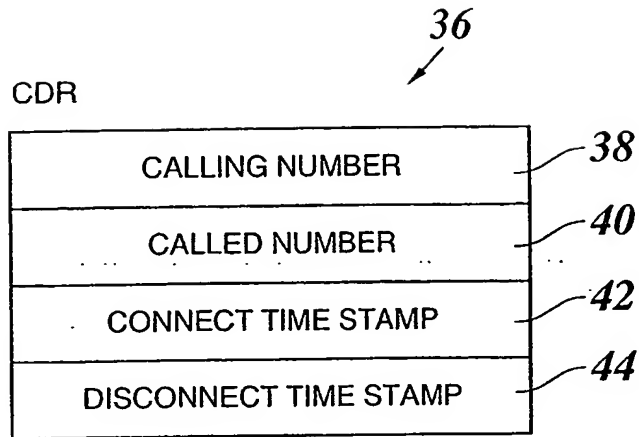 36
CDR
CALLING NUMBER 38
CALLED NUMBER 40
CONNECT TIME STAMP 42
DISCONNECT TIME STAMP 44